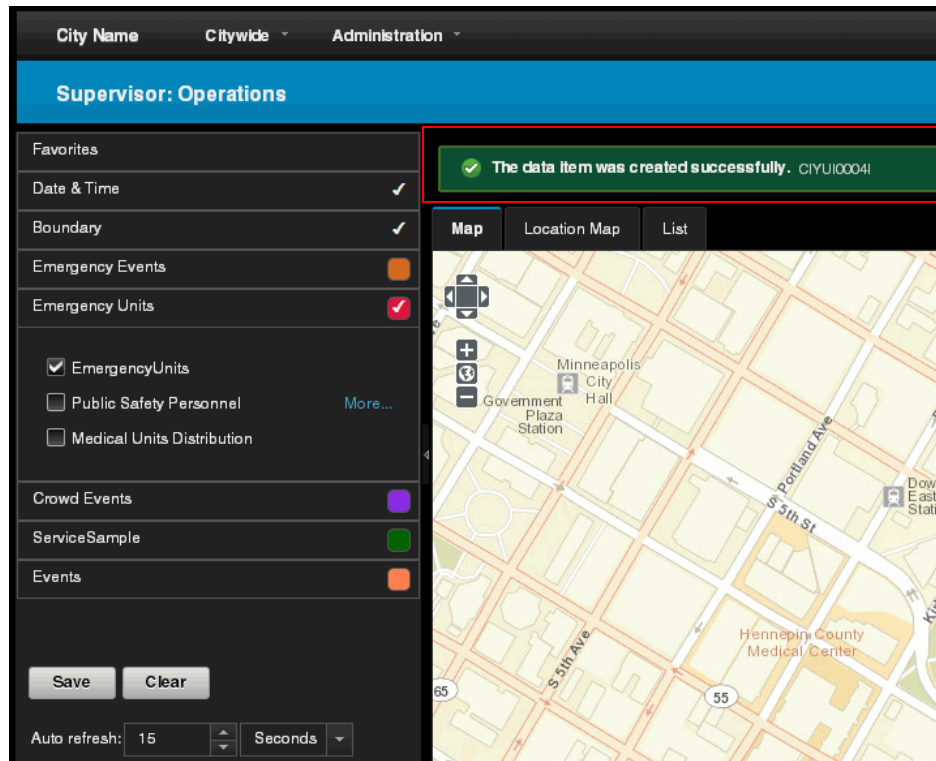 City Name Citywide Administration
Supervisor: Operations
Favorites
Date & Time
Boundary
Emergency Events
Emergency Units
EmergencyUnits
Public Safety Personnel More...
Medical Units Distribution
Crowd Events
ServiceSample
Events
Save Clear
Auto refresh: 15 Seconds
The data item was created successfully. CIYUI0004I
Map Location Map List
Minneapolis
City
Hall
Government
Plaza
Station
Portland Ave
S 5th St
Dow
East
Stati
Hennepin County
Medical Center
S 5th Ave
65
55